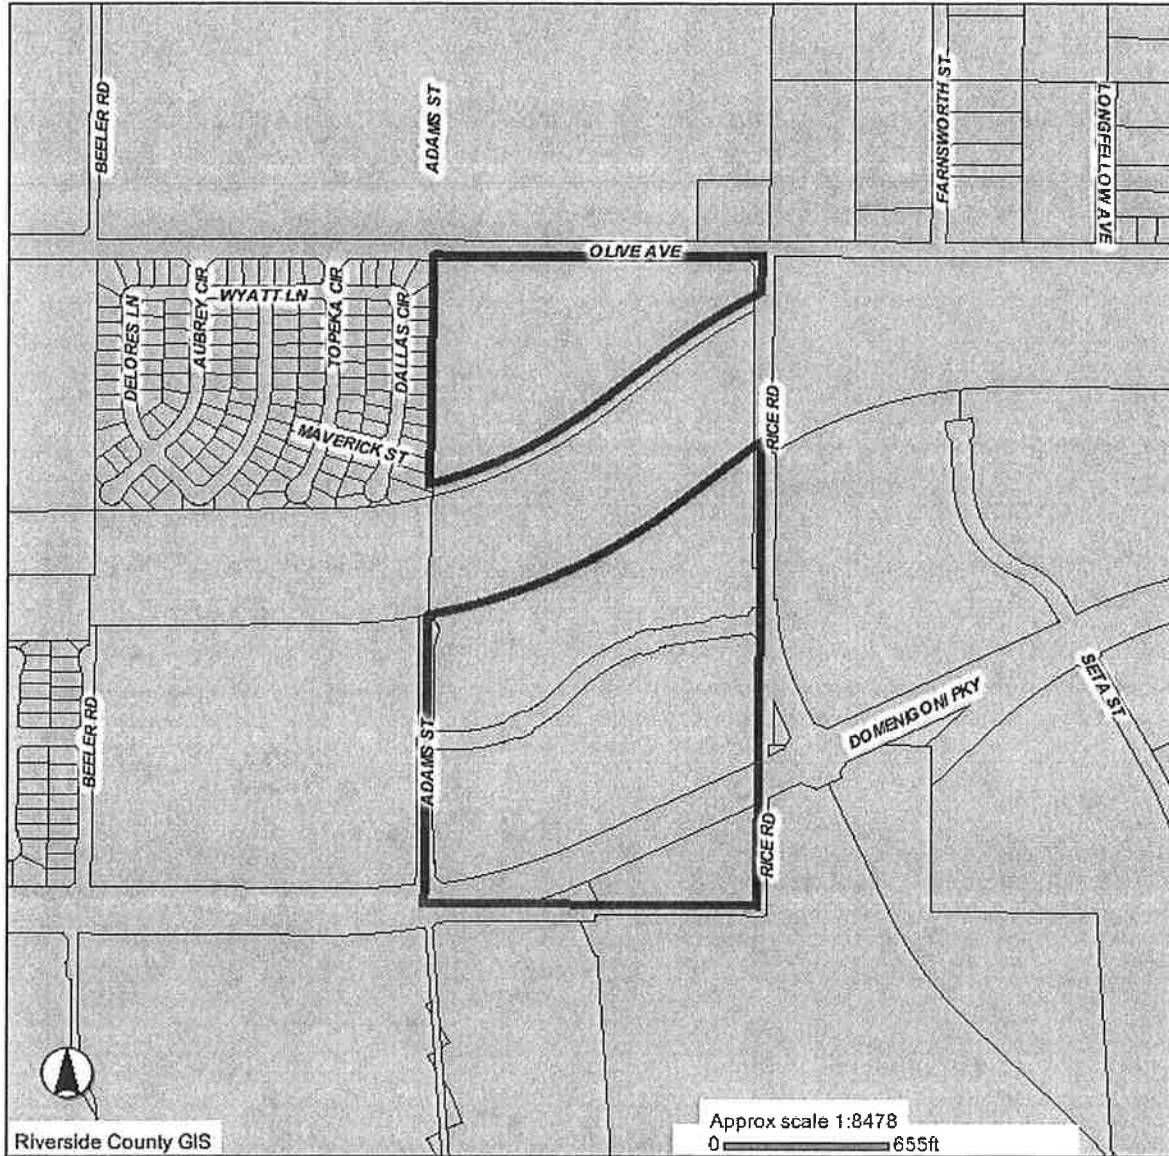 BEELER RD
ADAMS ST
FARNSWORTH ST
LONGFELLOW AVE
OLIVE AVE
DELORES LN
AUBREY CIR
WYATT LN
TOPEKA CIR
DALLAS CIR
MAVERICK ST
RICE RD
BEELER RD
ADAMS ST
DOMENIGONI PKY
SETA ST
RICE RD
Riverside County GIS
Approx scale 1:8478
0 655ft